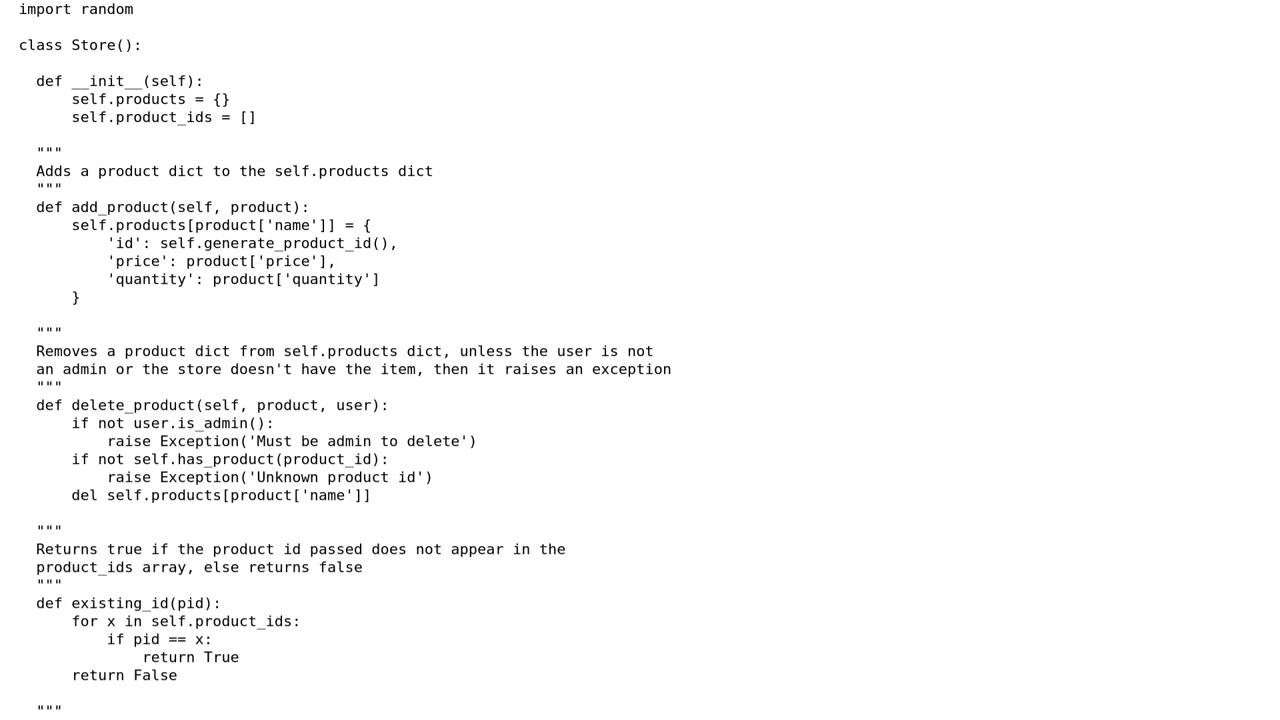 import random
class Store():
def __init__(self):
self.products = {}
self.product_ids = []
"""
Adds a product dict to the self.products dict
"""
def add_product(self, product):
self.products[product['name']] = {
'id': self.generate_product_id(),
'price': product['price'],
'quantity': product['quantity']
}
"""
Removes a product dict from self.products dict, unless the user is not
an admin or the store doesn't have the item, then it raises an exception
"""
def delete_product(self, product, user):
if not user.is_admin():
raise Exception('Must be admin to delete')
if not self.has_product(product_id):
raise Exception('Unknown product id')
del self.products[product['name']]
"""
Returns true if the product id passed does not appear in the
product_ids array, else returns false
"""
def existing_id(pid):
for x in self.product_ids:
if pid == x:
return True
return False
"""